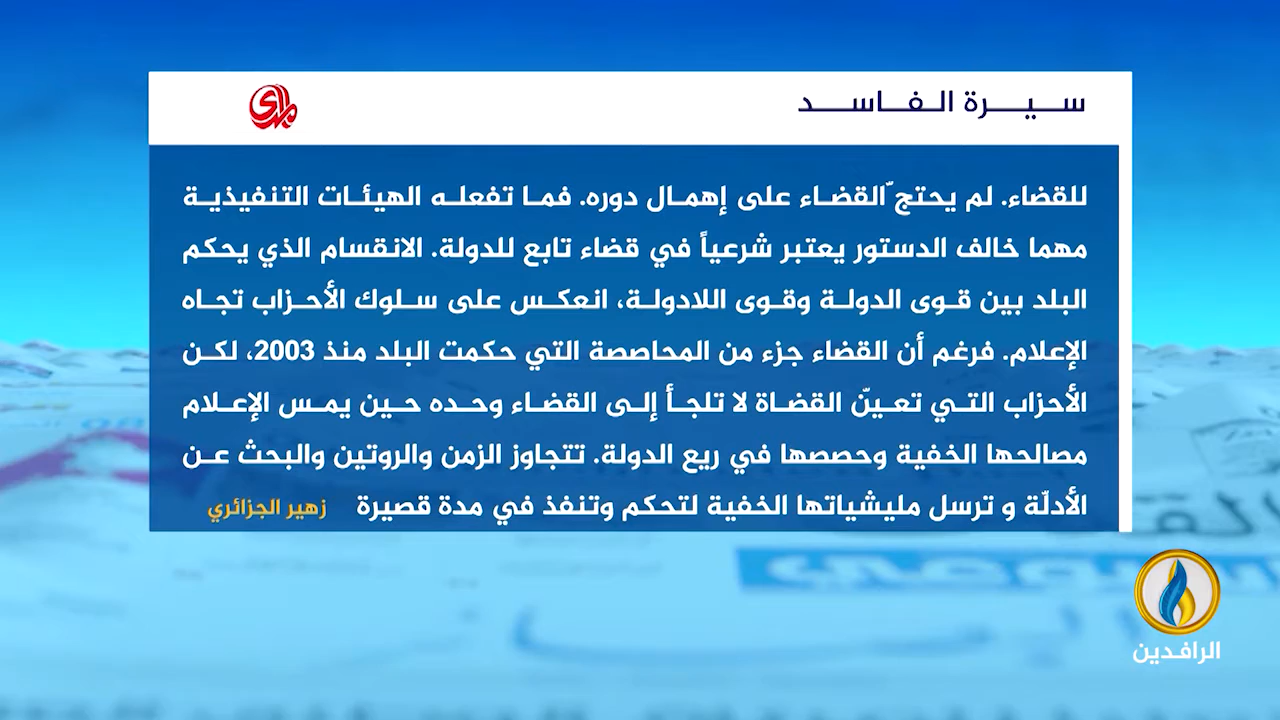 سيرة الفاسد
المدى
للقضاء. لم يحتجّ القضاء على إهمال دوره. فما تفعله الهيئات التنفيذية
مهما خالف الدستور يعتبر شرعياً في قضاء تابع للدولة. الانقسام الذي يحكم
البلد بين قوى الدولة وقوى اللادولة، انعكس على سلوك الأحزاب تجاه
الإعلام. فرغم أن القضاء جزء من المحاصصة التي حكمت البلد منذ 2003، لكن
الأحزاب التي تعيّن القضاة لا تلجأ إلى القضاء وحده حين يمس الإعلام
مصالحها الخفية وحصصها في ريع الدولة. تتجاوز الزمن والروتين والبحث عن
الأدلّة و ترسل مليشياتها الخفية لتحكم وتنفذ في مدة قصيرة زهير الجزائري
الرافدين